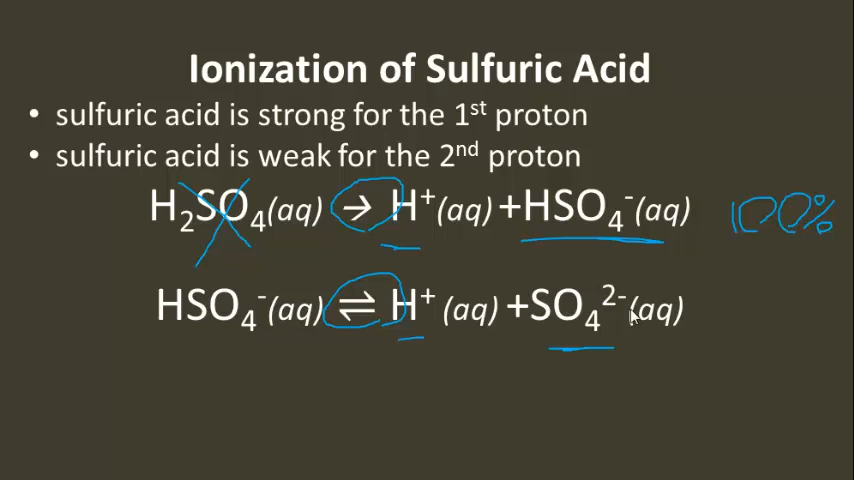 Ionization of Sulfuric Acid
• sulfuric acid is strong for the 1st proton
• sulfuric acid is weak for the 2nd proton
H₂SO₄(aq) → H⁺(aq) +HSO₄⁻(aq) 100%
HSO₄⁻(aq) ⇌ H⁺ (aq) +SO₄²⁻(aq)